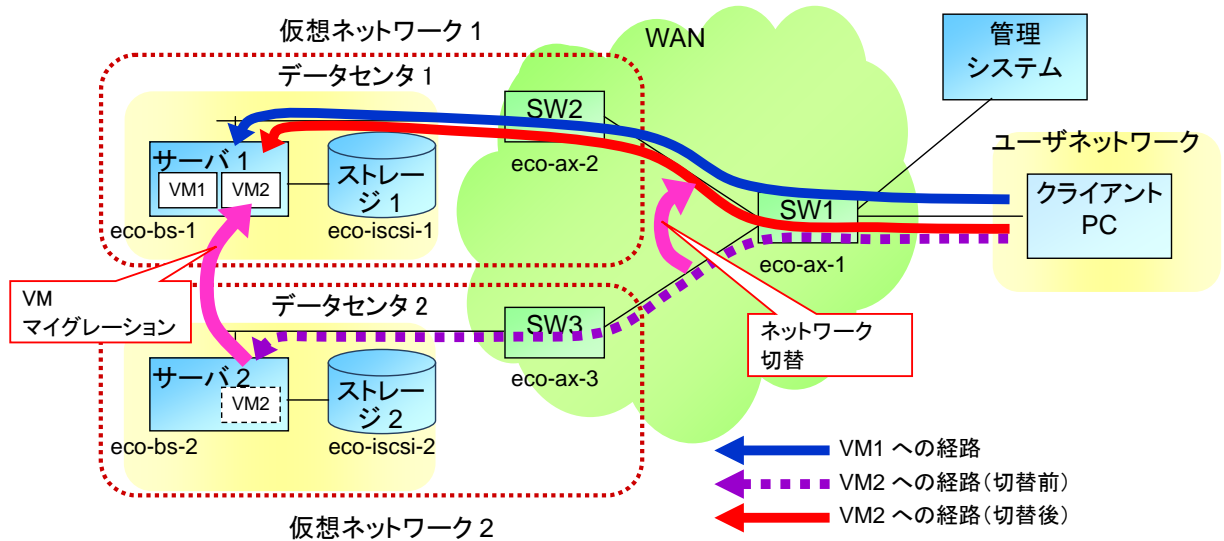 仮想ネットワーク 1
WAN
管理
システム
データセンタ 1
SW2
eco-ax-2
サーバ 1
VM1
VM2
ストレー
ジ 1
eco-bs-1
eco-iscsi-1
ユーザネットワーク
クライアント
PC
SW1
eco-ax-1
VM
マイグレーション
データセンタ 2
SW3
eco-ax-3
ネットワーク
切替
サーバ 2
VM2
ストレー
ジ 2
eco-bs-2
eco-iscsi-2
仮想ネットワーク 2
VM1 への経路
VM2 への経路(切替前)
VM2 への経路(切替後)